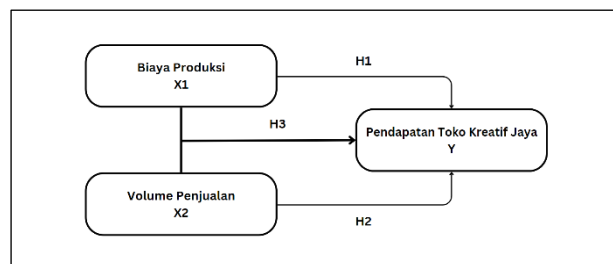 Biaya Produksi
X1
H1
H3
Pendapatan Toko Kreatif Jaya
Y
Volume Penjualan
X2
H2